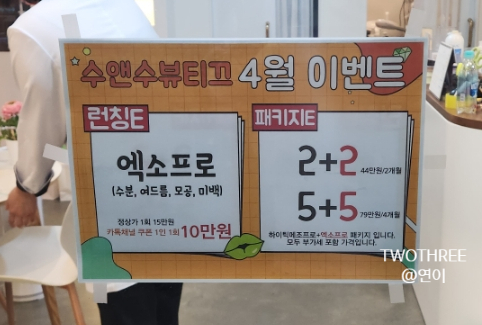 수앤수뷰티끄 4월 이벤트
런칭E
엑소프로
(수분, 여드름, 모공, 미백)
정상가 1회 15만원
카톡채널 쿠폰 1인 1회 10만원
패키지E
2+2 44만원/2개월
5+5 79만원/4개월
하이틱에즈프로+엑소프로 패키지 입니다.
모두 부가세 포함 가격입니다.
TWOTHREE
@연이